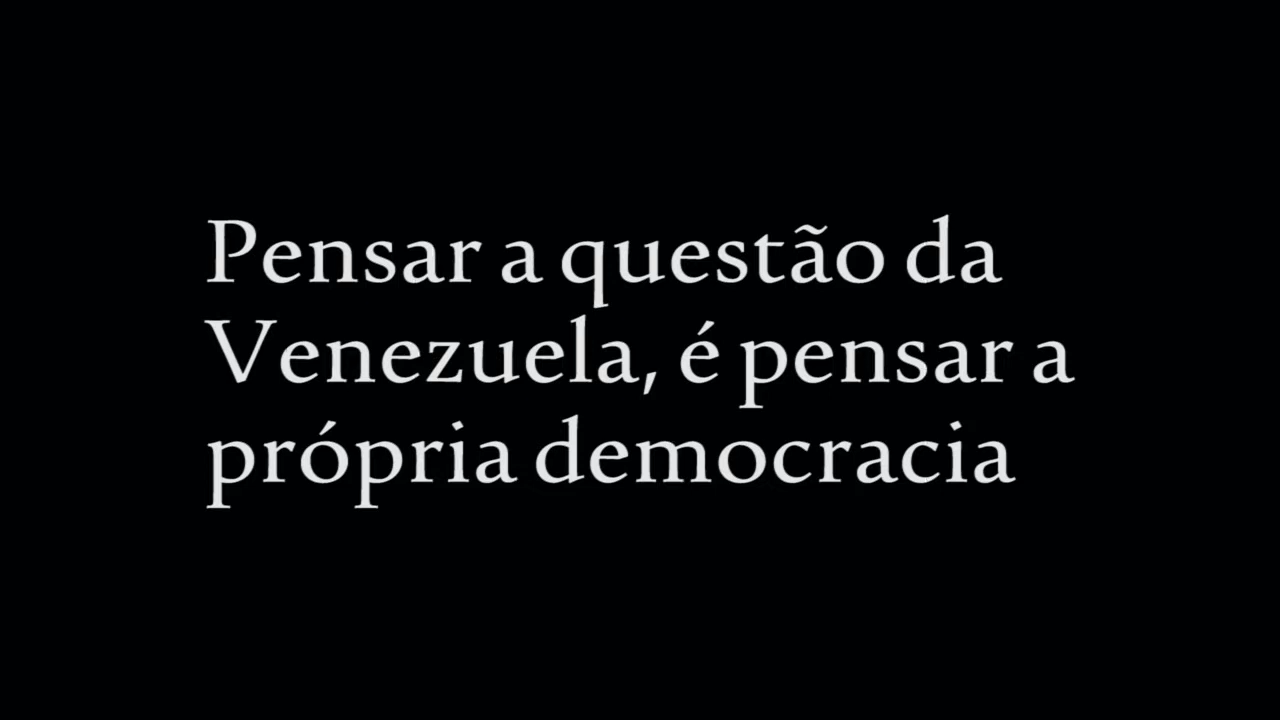 Pensar a questão da
Venezuela, é pensar a
própria democracia